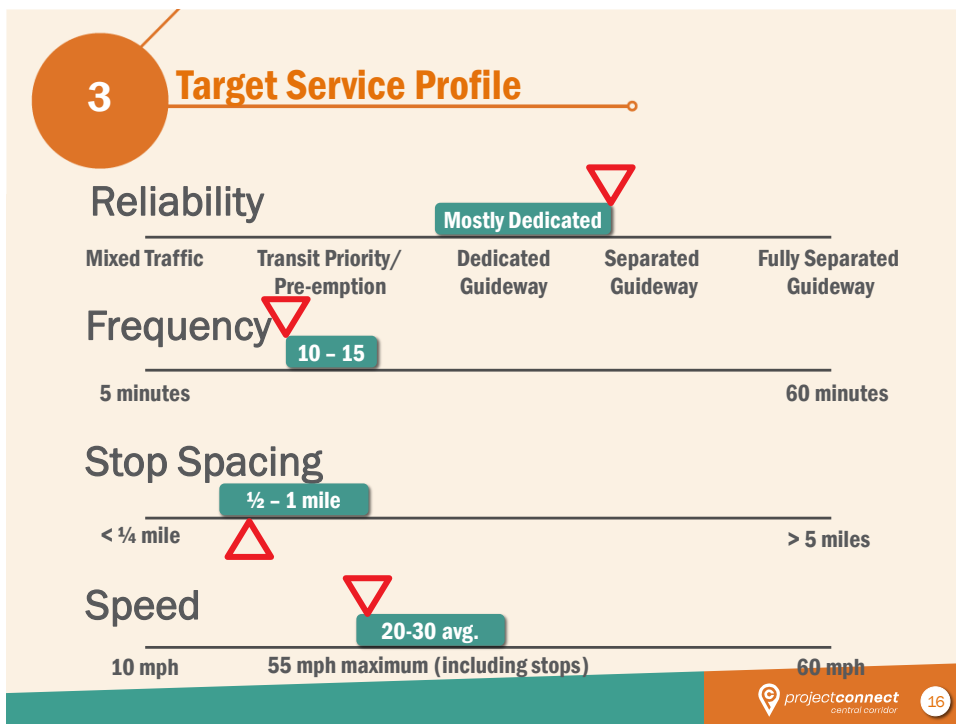 3
Target Service Profile
Reliability
Mostly Dedicated
Mixed Traffic
Transit Priority/
Pre-emption
Dedicated
Guideway
Separated
Guideway
Fully Separated
Guideway
Frequency
10 – 15
5 minutes
60 minutes
Stop Spacing
½ – 1 mile
< ¼ mile
> 5 miles
Speed
20-30 avg.
10 mph
55 mph maximum (including stops)
60 mph
projectconnect
central corridor
16